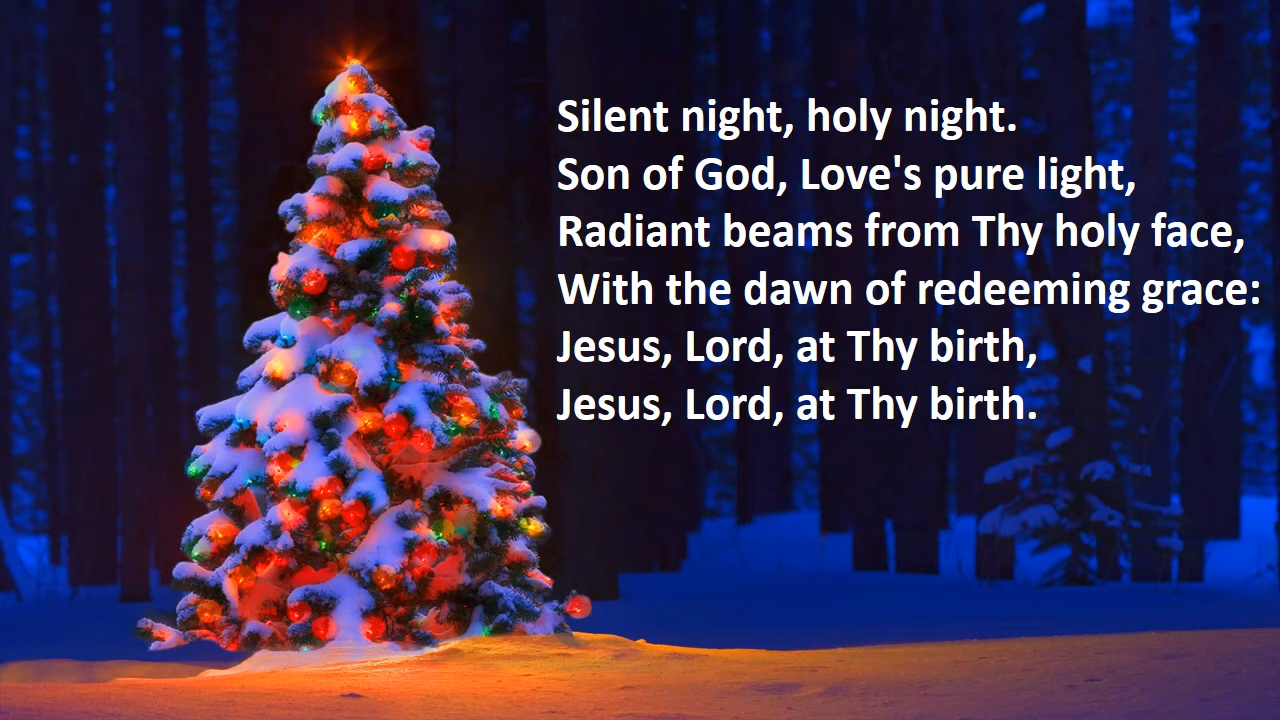 Silent night, holy night.
Son of God, Love's pure light,
Radiant beams from Thy holy face,
With the dawn of redeeming grace:
Jesus, Lord, at Thy birth,
Jesus, Lord, at Thy birth.